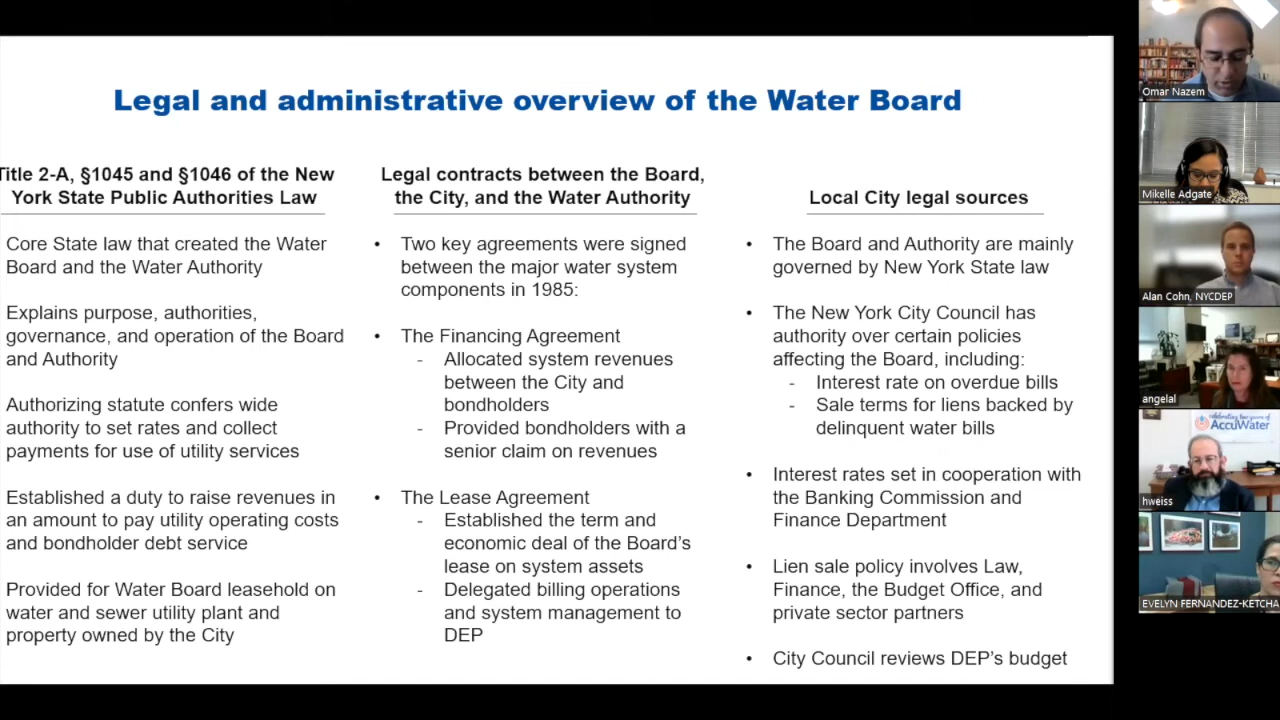 Legal and administrative overview of the Water Board
Title 2-A, §1045 and §1046 of the New
York State Public Authorities Law
Core State law that created the Water
Board and the Water Authority
Explains purpose, authorities,
governance, and operation of the Board
and Authority
Authorizing statute confers wide
authority to set rates and collect
payments for use of utility services
Established a duty to raise revenues in
an amount to pay utility operating costs
and bondholder debt service
Provided for Water Board leasehold on
water and sewer utility plant and
property owned by the City
Legal contracts between the Board,
the City, and the Water Authority
• Two key agreements were signed
between the major water system
components in 1985:
• The Financing Agreement
- Allocated system revenues
between the City and
bondholders
- Provided bondholders with a
senior claim on revenues
• The Lease Agreement
- Established the term and
economic deal of the Board's
lease on system assets
- Delegated billing operations
and system management to
DEP
Local City legal sources
• The Board and Authority are mainly
governed by New York State law
• The New York City Council has
authority over certain policies
affecting the Board, including:
- Interest rate on overdue bills
- Sale terms for liens backed by
delinquent water bills
• Interest rates set in cooperation with
the Banking Commission and
Finance Department
• Lien sale policy involves Law,
Finance, the Budget Office, and
private sector partners
• City Council reviews DEP's budget
Omar Nazem
Mikelle Adgate
Alan Cohn, NYCDEP
angelal
AccuWater
hweiss
EVELYN FERNANDEZ-KETCHA